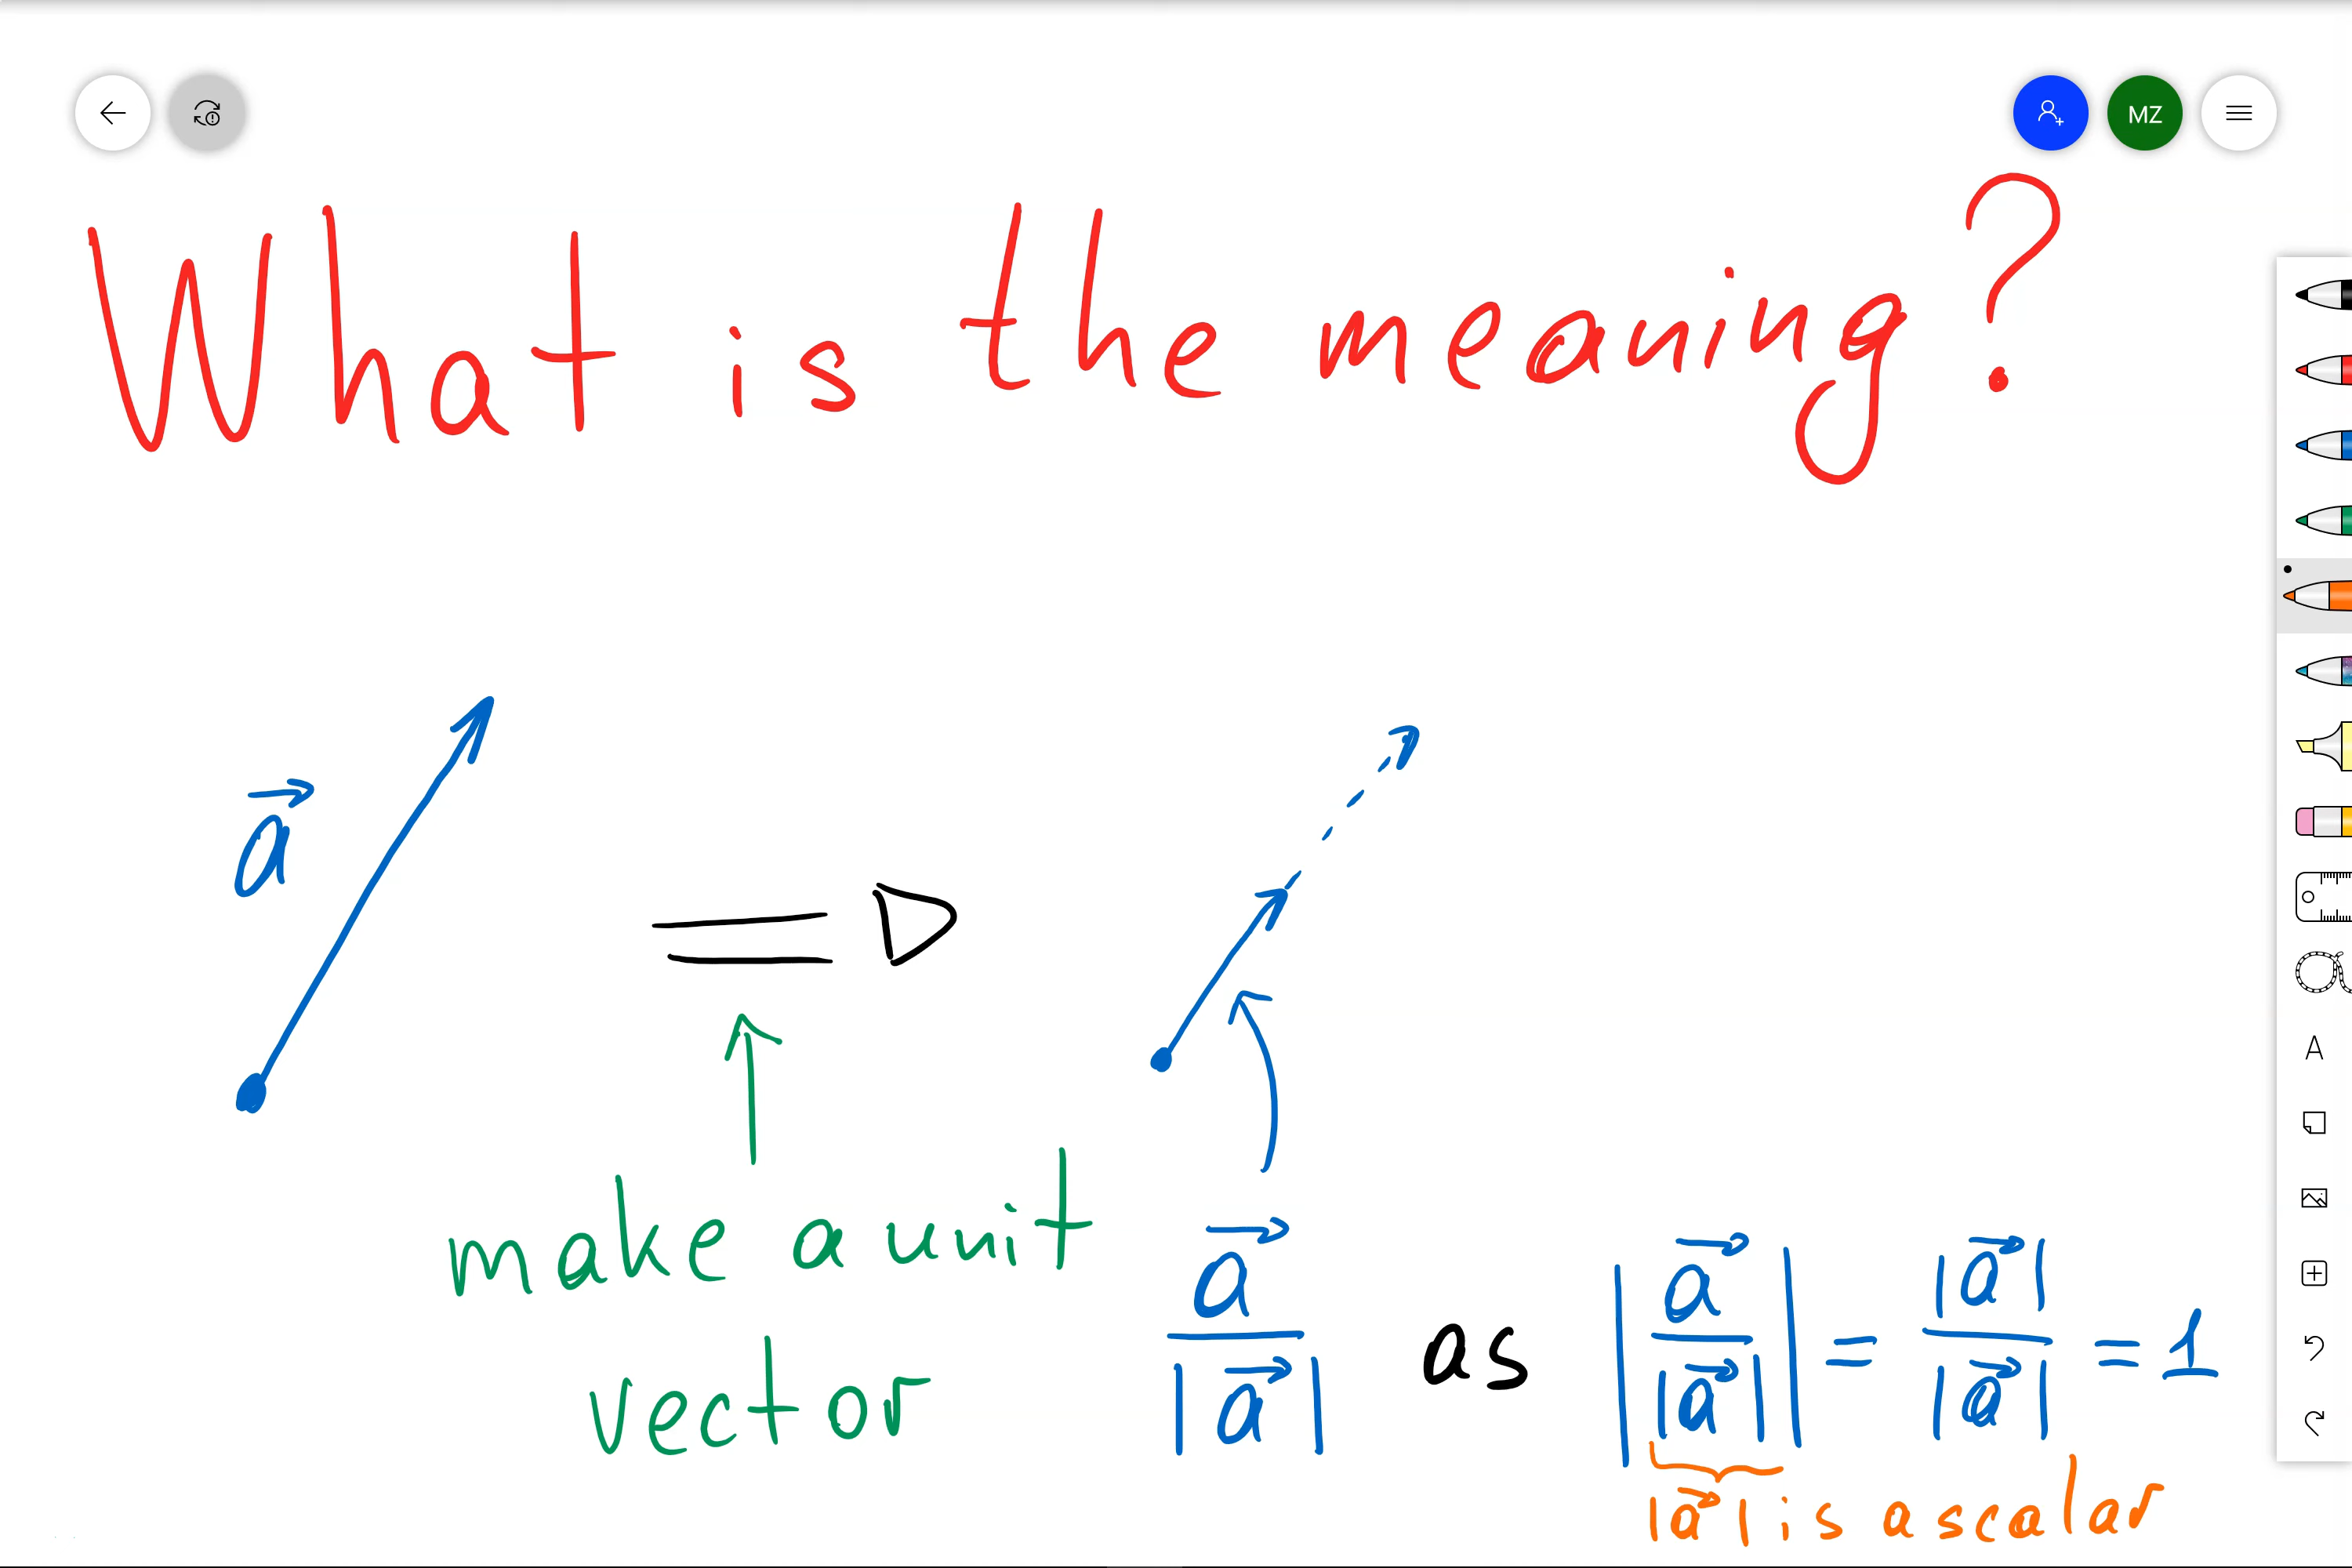 MZ
What is the meaning?
a⃗
make a unit
vector
a⃗ / |a⃗| as |a⃗ / |a⃗|| = |a⃗| / |a⃗| = 1
|a⃗| is a scalar
A